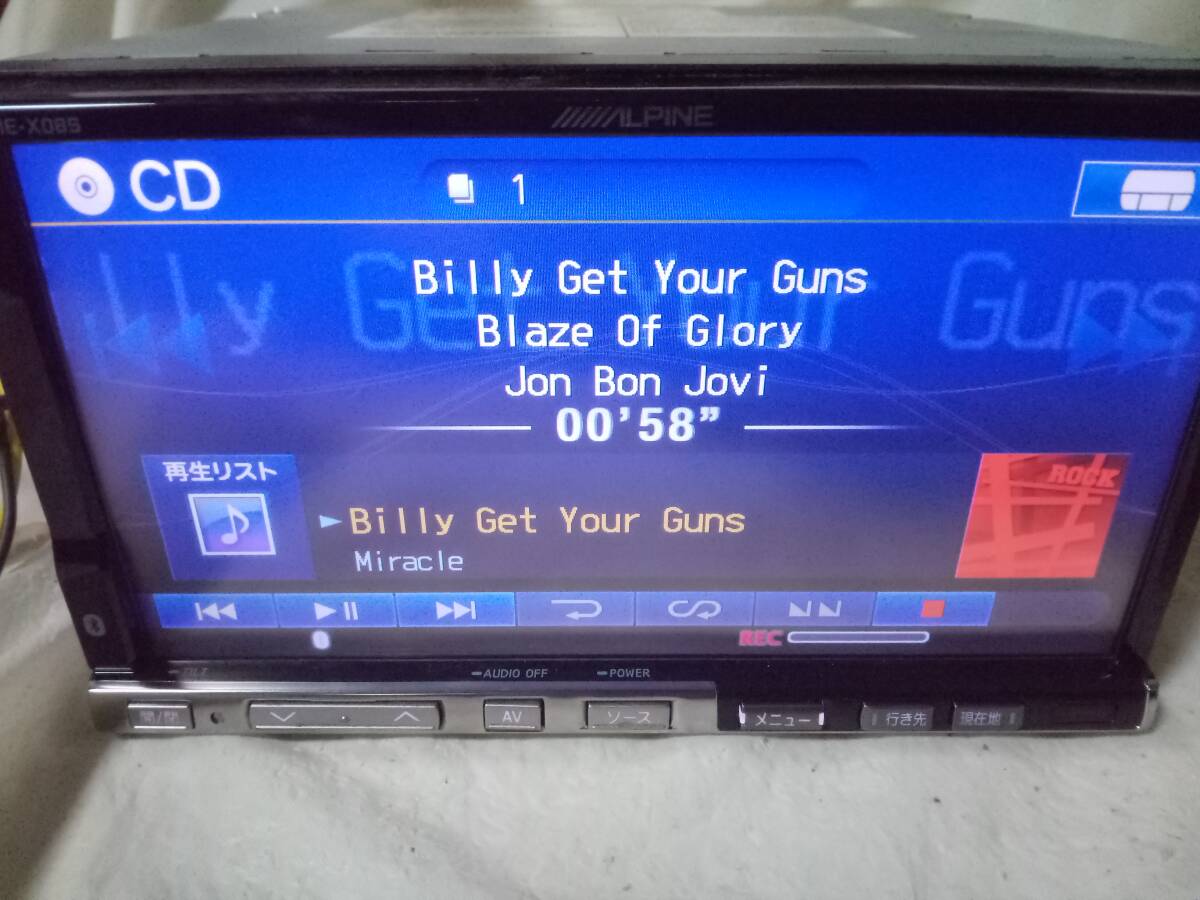 ALPINE
CD
1
Billy Get Your Guns
Blaze Of Glory
Jon Bon Jovi
00'58”
再生リスト
ROCK
Billy Get Your Guns
Miracle
REC
AUDIO OFF
POWER
開/閉
AV
ソース
メニュー
行き先
現在地